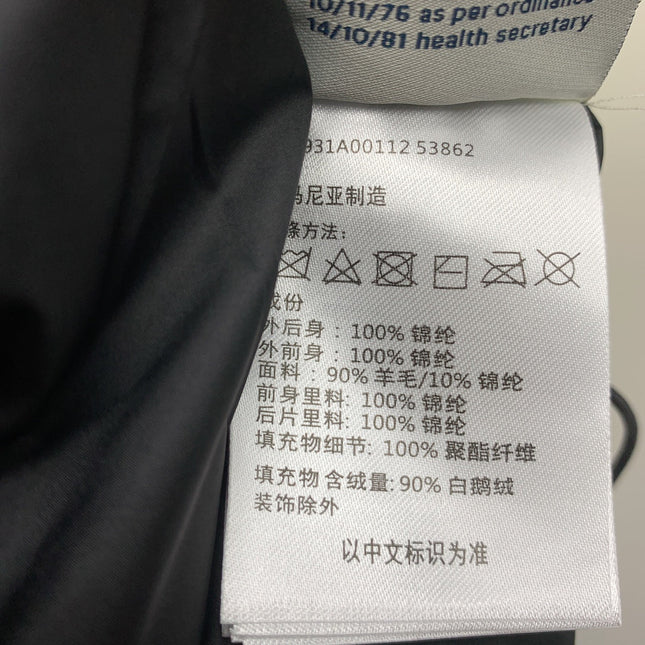 10/11/76 as per ordinance
14/10/81 health secretary
931A00112 53862
马尼亚制造
涤方法：
成份
外后身：100% 锦纶
外前身：100% 锦纶
面料：90% 羊毛/10% 锦纶
前身里料: 100% 锦纶
后片里料: 100% 锦纶
填充物细节: 100% 聚酯纤维
填充物 含绒量: 90% 白鹅绒
装饰除外
以中文标识为准